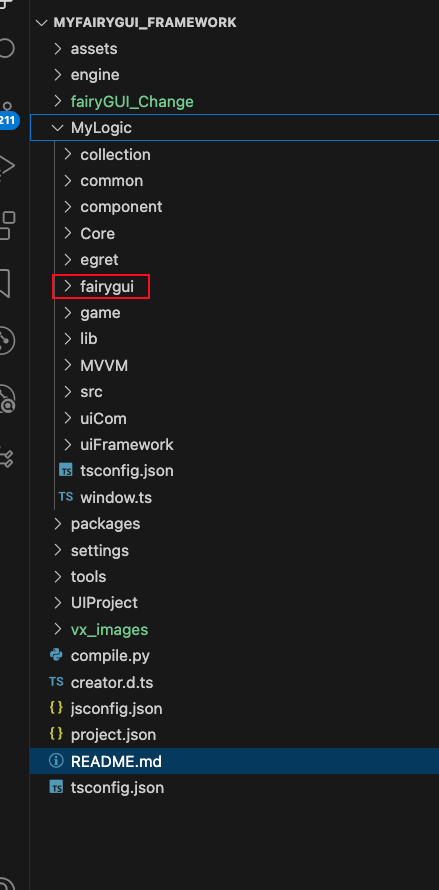 MYFAIRYGUI_FRAMEWORK
assets
engine
fairyGUI_Change
211
MyLogic
collection
common
component
Core
egret
fairygui
game
lib
MVVM
src
uiCom
uiFramework
TS tsconfig.json
TS window.ts
packages
settings
tools
UIProject
vx_images
compile.py
TS creator.d.ts
{} jsconfig.json
{} project.json
README.md
TS tsconfig.json